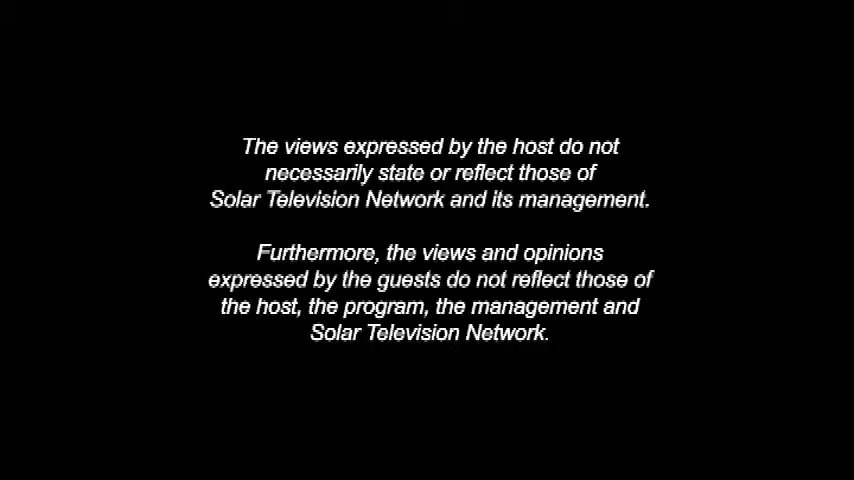 The views expressed by the host do not
necessarily state or reflect those of
Solar Television Network and its management.
Furthermore, the views and opinions
expressed by the guests do not reflect those of
the host, the program, the management and
Solar Television Network.